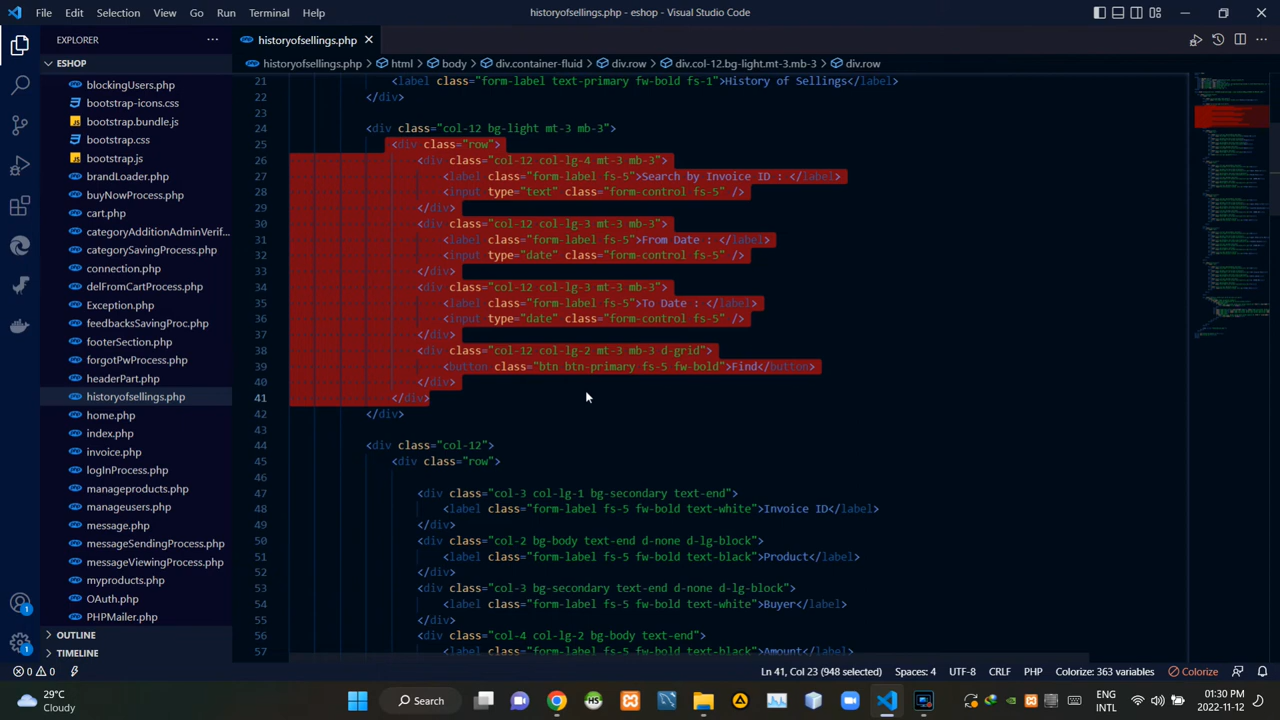 File Edit Selection View Go Run Terminal Help
historyofsellings.php - eshop - Visual Studio Code
EXPLORER
historyofsellings.php
ESHOP
historyofsellings.php > html > body > div.container-fluid > div.row > div.col-12.bg-light.mt-3.mb-3 > div.row
blockingUsers.php
bootstrap-icons.css
bootstrap.bundle.js
bootstrap.css
bootstrap.js
brandLoader.php
buyNowProcess.php
cart.php
categoryAdditionAdminVerif...
categorySavingProcess.php
connection.php
delFromCartProcess.php
Exception.php
feedbacksSavingProc.php
footerSection.php
forgotPwProcess.php
headerPart.php
historyofsellings.php
home.php
index.php
invoice.php
logInProcess.php
manageproducts.php
manageusers.php
message.php
messageSendingProcess.php
messageViewingProcess.php
myproducts.php
OAuth.php
PHPMailer.php
OUTLINE
TIMELINE
21 <label class="form-label text-primary fw-bold fs-1">History of Sellings</label>
22 </div>
23
24 <div class="col-12 bg-light mt-3 mb-3">
25 <div class="row">
26 <div class="col-12 col-lg-4 mt-3 mb-3">
27 <label class="form-label fs-5">Search by Invoice ID : </label>
28 <input type="text" class="form-control fs-5" />
29 </div>
30 <div class="col-12 col-lg-3 mt-3 mb-3">
31 <label class="form-label fs-5">From Date : </label>
32 <input type="date" class="form-control fs-5" />
33 </div>
34 <div class="col-12 col-lg-3 mt-3 mb-3">
35 <label class="form-label fs-5">To Date : </label>
36 <input type="date" class="form-control fs-5" />
37 </div>
38 <div class="col-12 col-lg-2 mt-3 mb-3 d-grid">
39 <button class="btn btn-primary fs-5 fw-bold">Find</button>
40 </div>
41 </div>
42 </div>
43
44 <div class="col-12">
45 <div class="row">
46
47 <div class="col-3 col-lg-1 bg-secondary text-end">
48 <label class="form-label fs-5 fw-bold text-white">Invoice ID</label>
49 </div>
50 <div class="col-2 bg-body text-end d-none d-lg-block">
51 <label class="form-label fs-5 fw-bold text-black">Product</label>
52 </div>
53 <div class="col-3 bg-secondary text-end d-none d-lg-block">
54 <label class="form-label fs-5 fw-bold text-white">Buyer</label>
55 </div>
56 <div class="col-4 col-lg-2 bg-body text-end">
57 <label class="form-label fs-5 fw-bold text-black">Amount</label>
0 0 Ln 41, Col 23 (948 selected) Spaces: 4 UTF-8 CRLF PHP Colorize: 363 variables Colorize
29°C
Cloudy
Search
ENG
INTL
01:30 PM
2022-11-12